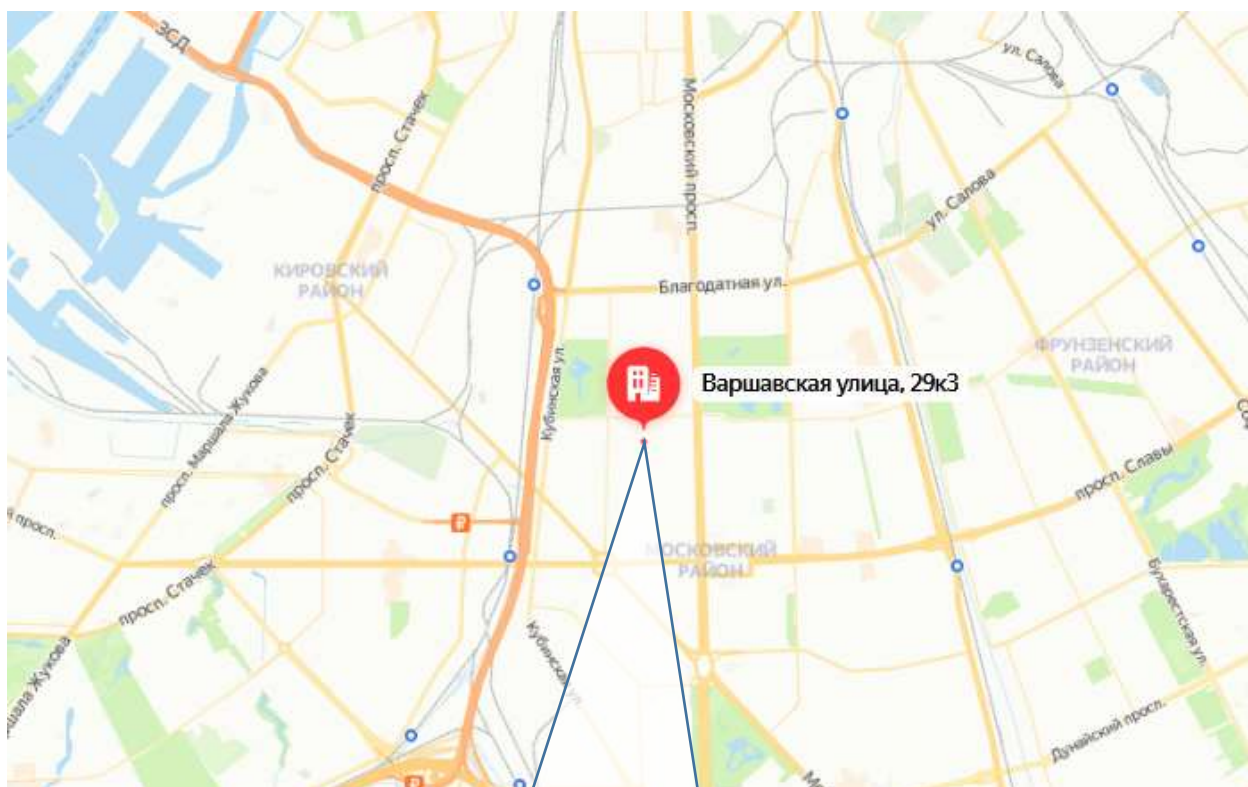 ЗСД
ул. Салова
просп. Стачек
Московский просп.
ул. Салова
КИРОВСКИЙ
РАЙОН
Благодатная ул.
ФРУНЗЕНСКИЙ
РАЙОН
Кубинская ул.
Варшавская улица, 29к3
просп. Маршала Жукова
просп. Стачек
просп. Славы
просп.
МОСКОВСКИЙ
РАЙОН
просп. Стачек
Бухарестская ул.
Кубинская ул.
Жукова
Дунайский просп.